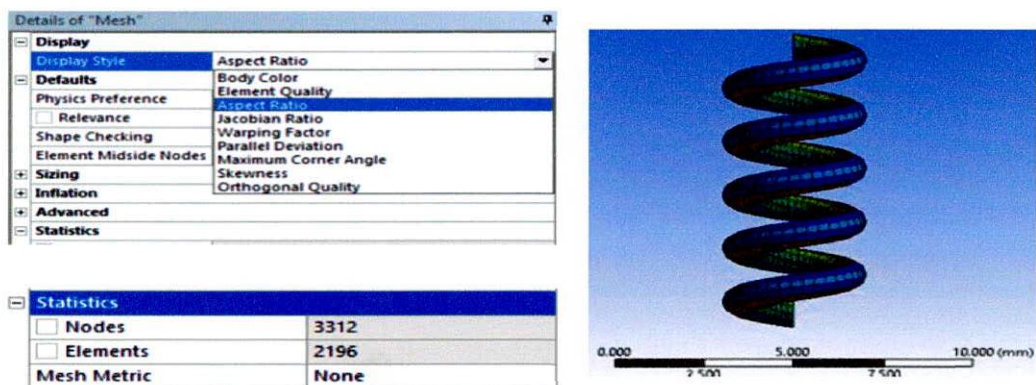 Details of "Mesh"
Display
Display Style Aspect Ratio
Defaults Body Color
Physics Preference Element Quality
Aspect Ratio
Relevance Jacobian Ratio
Shape Checking Warping Factor
Parallel Deviation
Element Midside Nodes Maximum Corner Angle
Sizing Skewness
Inflation Orthogonal Quality
Advanced
Statistics
Statistics
Nodes 3312
Elements 2196
Mesh Metric None
0.000 5.000 10.000 (mm)
2.500 7.500